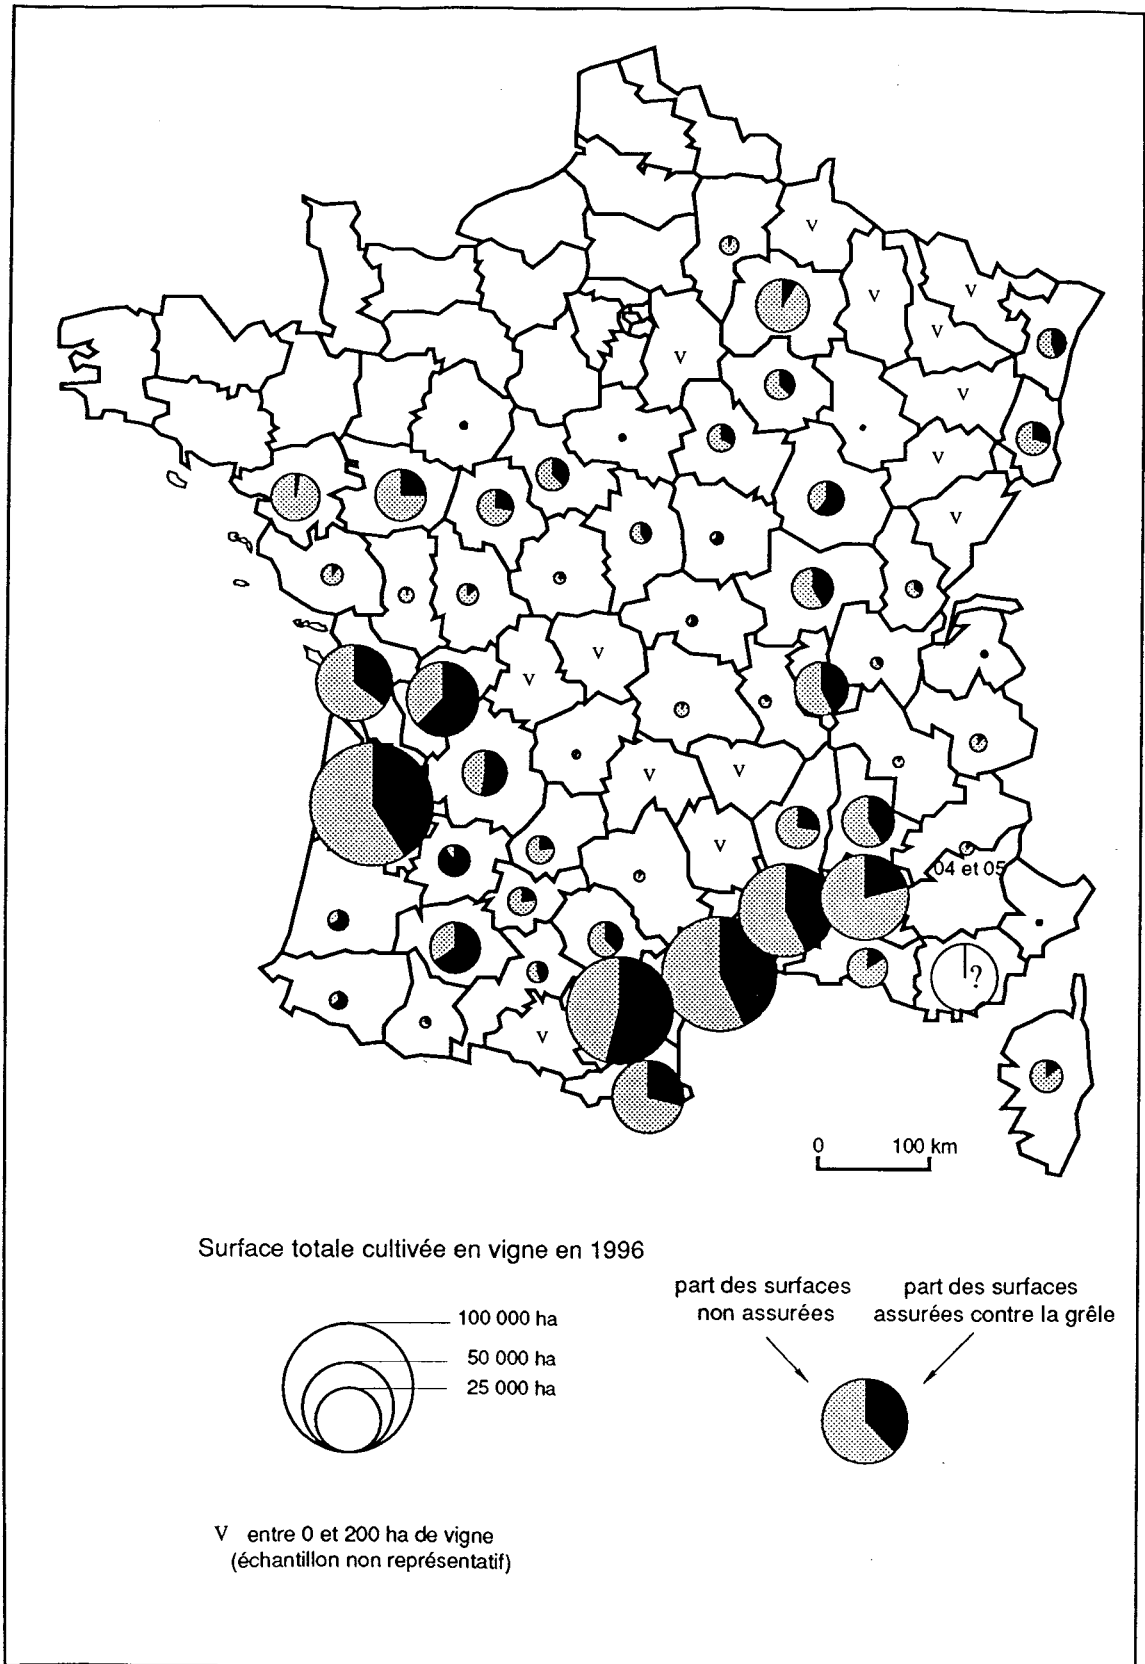 V
V
V
V
V
V
V
V
V
V
V
V
V
V
04 et 05
?
V
0 100 km
Surface totale cultivée en vigne en 1996
part des surfaces
non assurées
part des surfaces
assurées contre la grêle
100 000 ha
50 000 ha
25 000 ha
V entre 0 et 200 ha de vigne
(échantillon non représentatif)